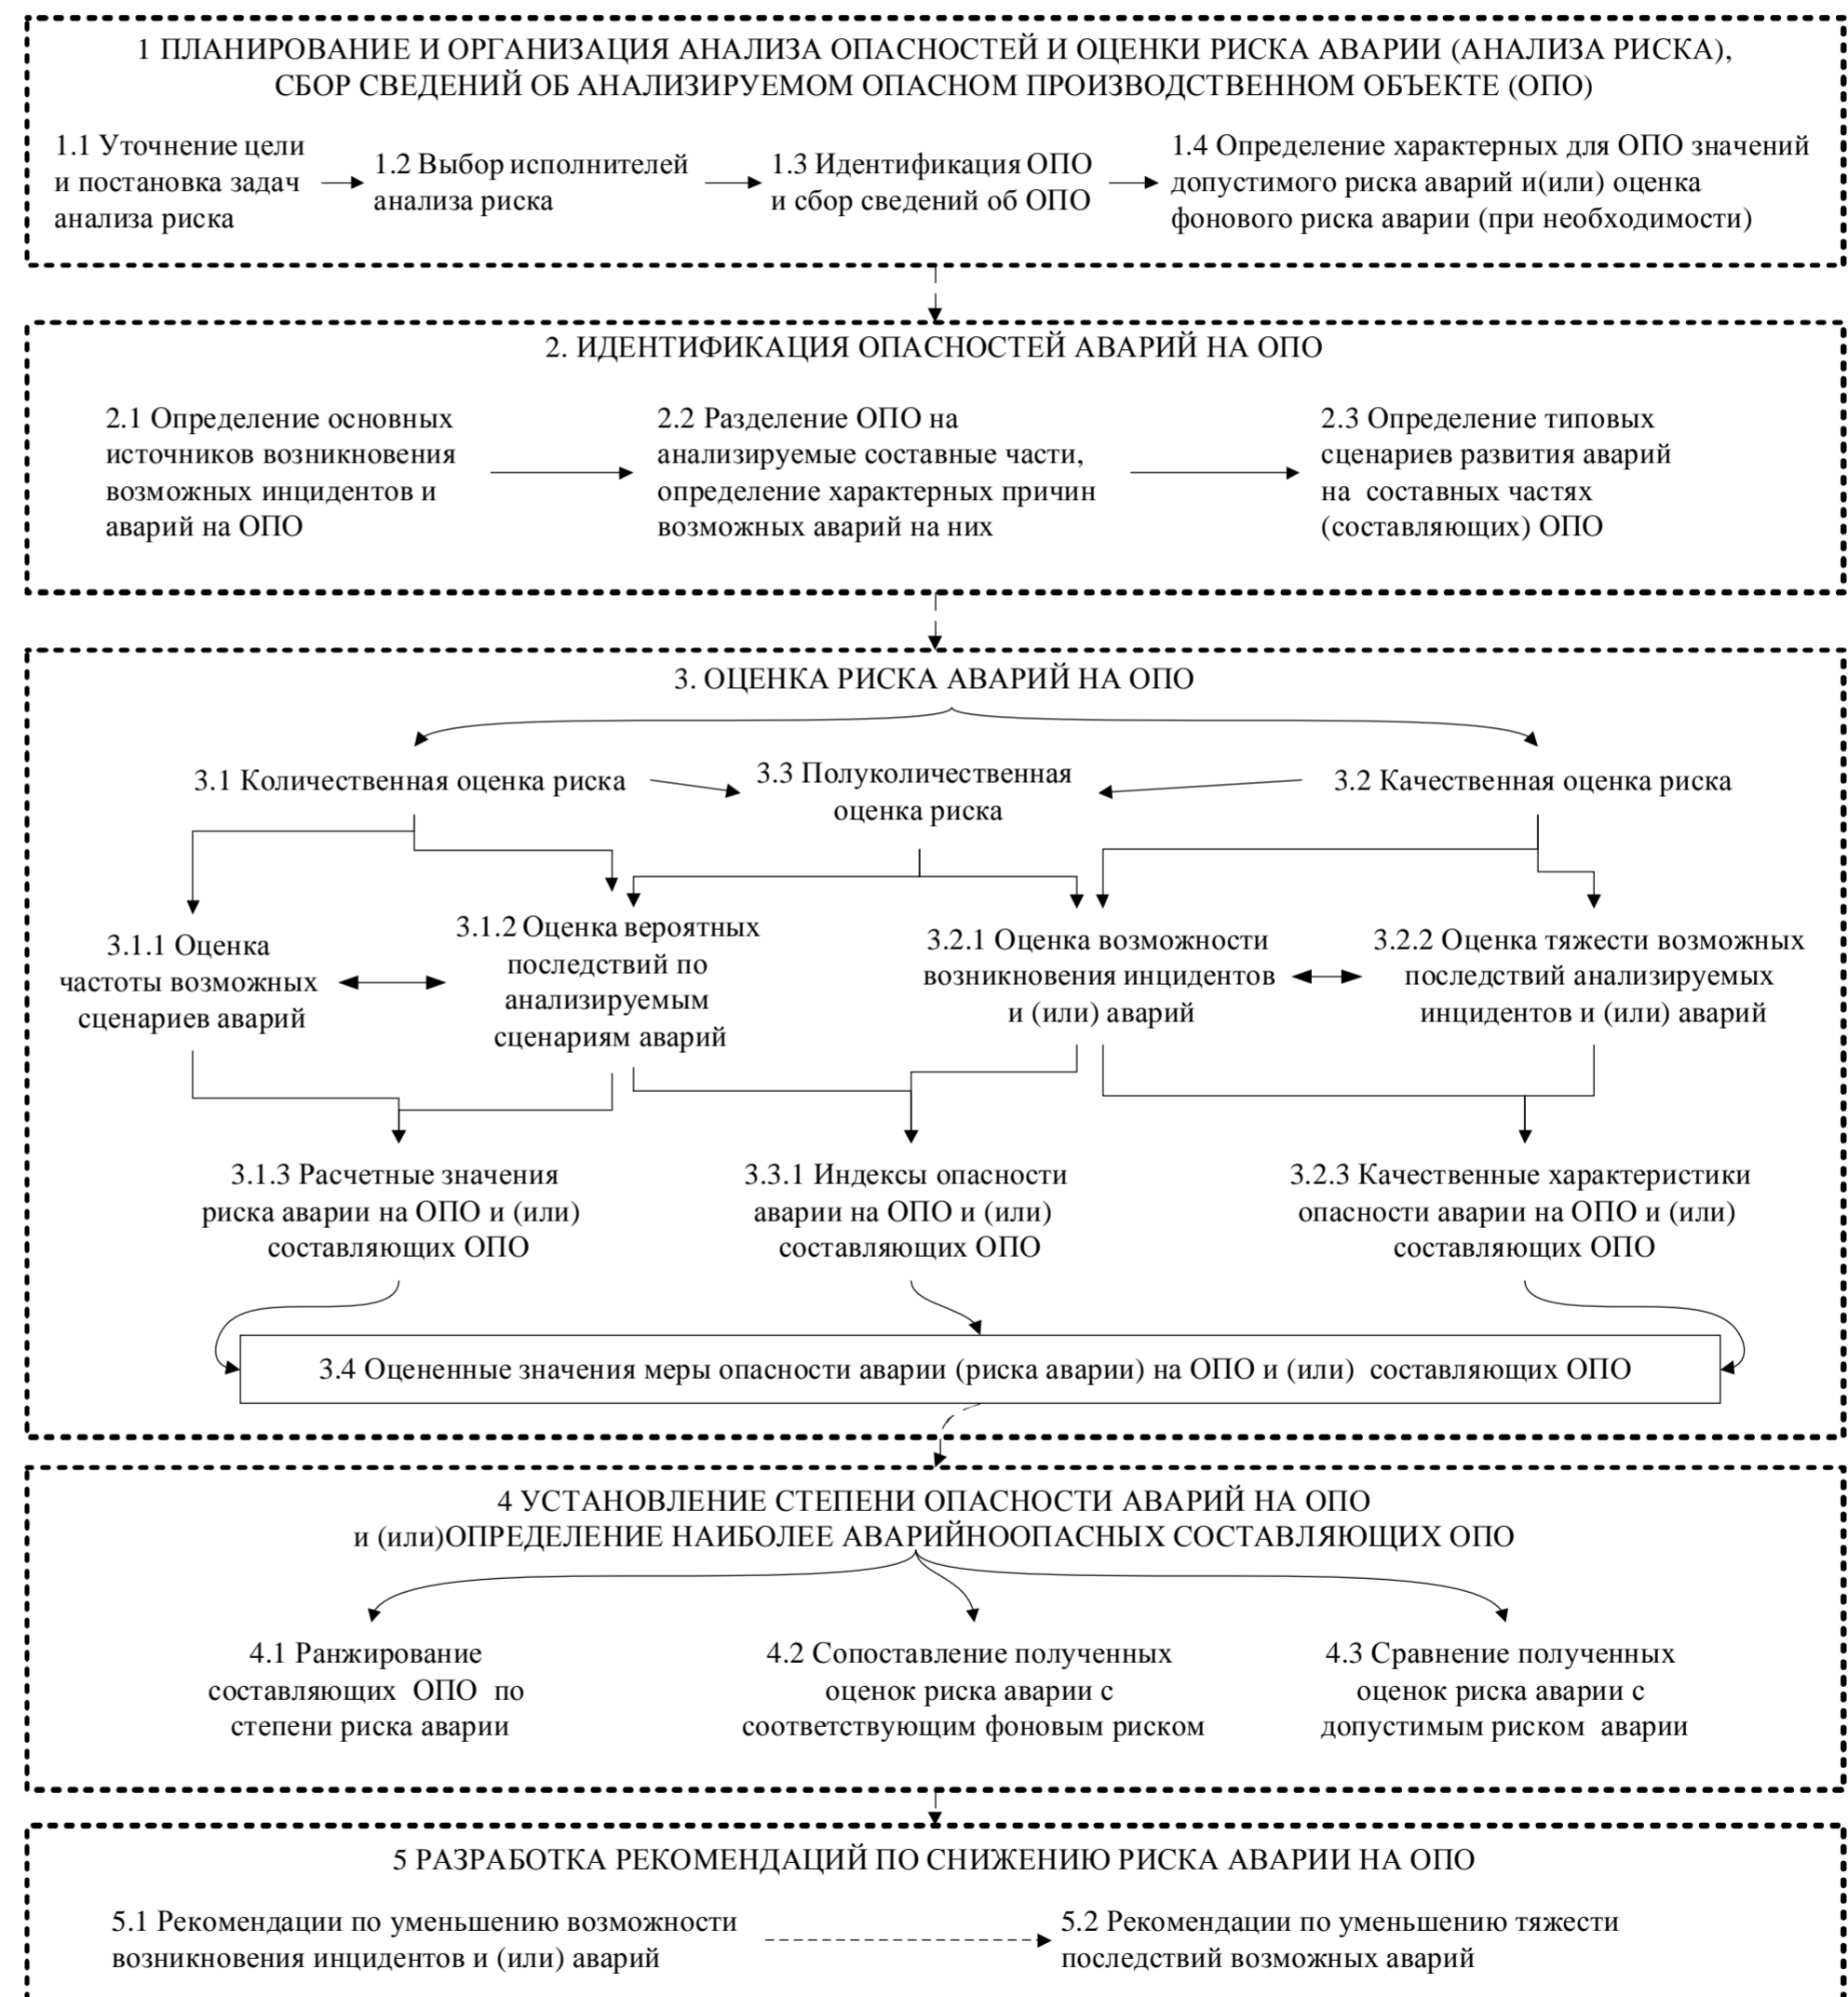 1 ПЛАНИРОВАНИЕ И ОРГАНИЗАЦИЯ АНАЛИЗА ОПАСНОСТЕЙ И ОЦЕНКИ РИСКА АВАРИИ (АНАЛИЗА РИСКА),
СБОР СВЕДЕНИЙ ОБ АНАЛИЗИРУЕМОМ ОПАСНОМ ПРОИЗВОДСТВЕННОМ ОБЪЕКТЕ (ОПО)
1.1 Уточнение цели
и постановка задач
анализа риска
1.2 Выбор исполнителей
анализа риска
1.3 Идентификация ОПО
и сбор сведений об ОПО
1.4 Определение характерных для ОПО значений
допустимого риска аварий и(или) оценка
фонового риска аварии (при необходимости)
2. ИДЕНТИФИКАЦИЯ ОПАСНОСТЕЙ АВАРИЙ НА ОПО
2.1 Определение основных
источников возникновения
возможных инцидентов и
аварий на ОПО
2.2 Разделение ОПО на
анализируемые составные части,
определение характерных причин
возможных аварий на них
2.3 Определение типовых
сценариев развития аварий
на составных частях
(составляющих) ОПО
3. ОЦЕНКА РИСКА АВАРИЙ НА ОПО
3.1 Количественная оценка риска
3.3 Полуколичественная
оценка риска
3.2 Качественная оценка риска
3.1.1 Оценка
частоты возможных
сценариев аварий
3.1.2 Оценка вероятных
последствий по
анализируемым
сценариям аварий
3.2.1 Оценка возможности
возникновения инцидентов
и (или) аварий
3.2.2 Оценка тяжести возможных
последствий анализируемых
инцидентов и (или) аварий
3.1.3 Расчетные значения
риска аварии на ОПО и (или)
составляющих ОПО
3.3.1 Индексы опасности
аварии на ОПО и (или)
составляющих ОПО
3.2.3 Качественные характеристики
опасности аварии на ОПО и (или)
составляющих ОПО
3.4 Оцененные значения меры опасности аварии (риска аварии) на ОПО и (или) составляющих ОПО
4 УСТАНОВЛЕНИЕ СТЕПЕНИ ОПАСНОСТИ АВАРИЙ НА ОПО
и (или)ОПРЕДЕЛЕНИЕ НАИБОЛЕЕ АВАРИЙНООПАСНЫХ СОСТАВЛЯЮЩИХ ОПО
4.1 Ранжирование
составляющих ОПО по
степени риска аварии
4.2 Сопоставление полученных
оценок риска аварии с
соответствующим фоновым риском
4.3 Сравнение полученных
оценок риска аварии с
допустимым риском аварии
5 РАЗРАБОТКА РЕКОМЕНДАЦИЙ ПО СНИЖЕНИЮ РИСКА АВАРИИ НА ОПО
5.1 Рекомендации по уменьшению возможности
возникновения инцидентов и (или) аварий
5.2 Рекомендации по уменьшению тяжести
последствий возможных аварий